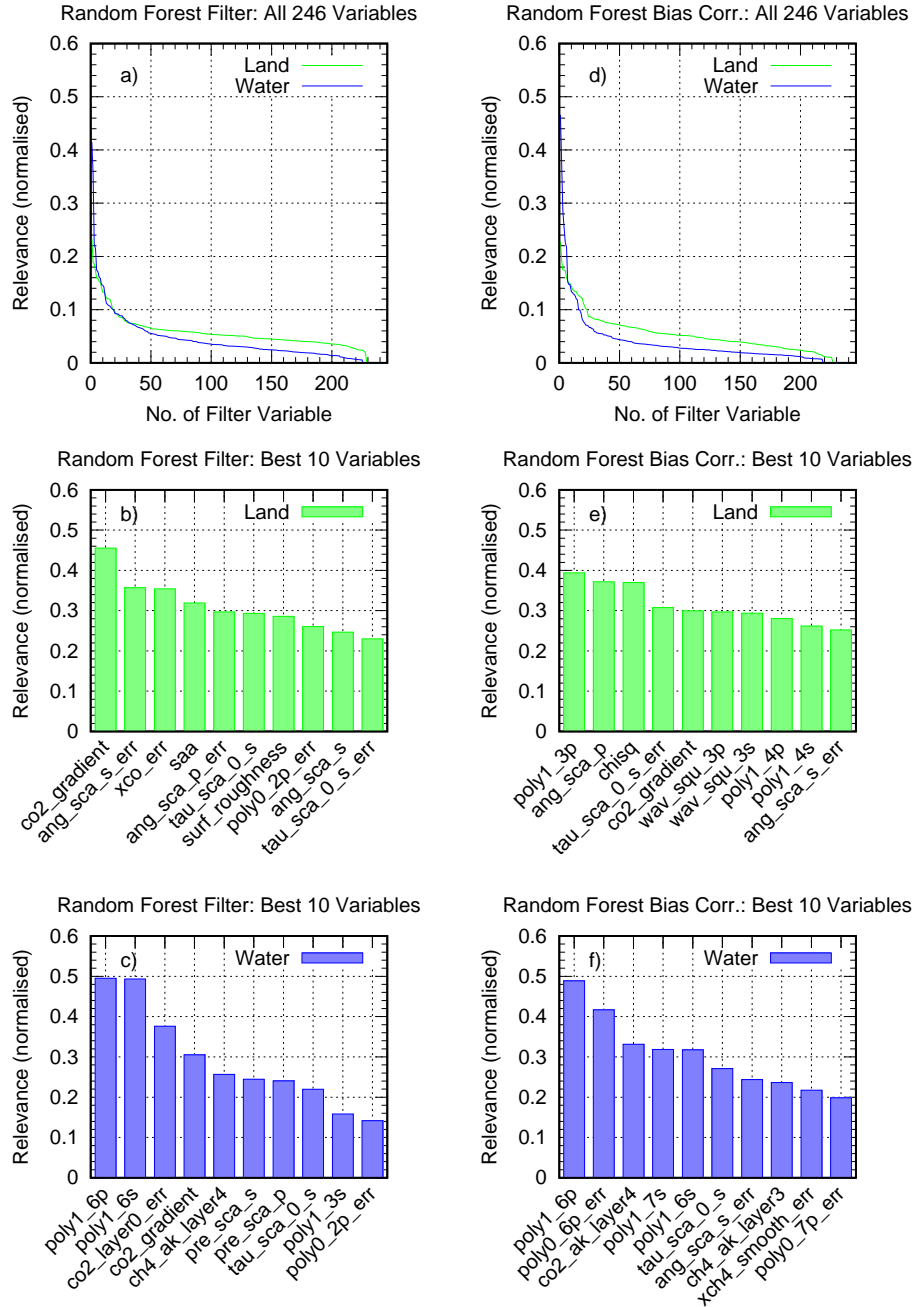 Random Forest Filter: All 246 Variables
0.6
0.5
0.4
0.3
0.2
0.1
0
Relevance (normalised)
a)
Land
Water
0 50 100 150 200
No. of Filter Variable
Random Forest Bias Corr.: All 246 Variables
0.6
0.5
0.4
0.3
0.2
0.1
0
Relevance (normalised)
d)
Land
Water
0 50 100 150 200
No. of Filter Variable
Random Forest Filter: Best 10 Variables
0.6
0.5
0.4
0.3
0.2
0.1
0
Relevance (normalised)
b)
Land
co2_gradient
ang_sca_s_err
xco_err
saa
ang_sca_p_err
tau_sca_0_s
surf_roughness
poly0_2p_err
ang_sca_s
tau_sca_0_s_err
Random Forest Bias Corr.: Best 10 Variables
0.6
0.5
0.4
0.3
0.2
0.1
0
Relevance (normalised)
e)
Land
poly1_3p
ang_sca_p
chisq
tau_sca_0_s_err
co2_gradient
wav_squ_3p
wav_squ_3s
poly1_4p
poly1_4s
ang_sca_s_err
Random Forest Filter: Best 10 Variables
0.6
0.5
0.4
0.3
0.2
0.1
0
Relevance (normalised)
c)
Water
poly1_6p
poly1_6s
co2_layer0_err
co2_gradient
ch4_ak_layer4
pre_sca_s
pre_sca_p
tau_sca_0_s
poly1_3s
poly0_2p_err
Random Forest Bias Corr.: Best 10 Variables
0.6
0.5
0.4
0.3
0.2
0.1
0
Relevance (normalised)
f)
Water
poly1_6p
poly0_6p_err
co2_ak_layer4
poly1_7s
poly1_6s
tau_sca_0_s
ang_sca_s_err
ch4_ak_layer3
xch4_smooth_err
poly0_7p_err